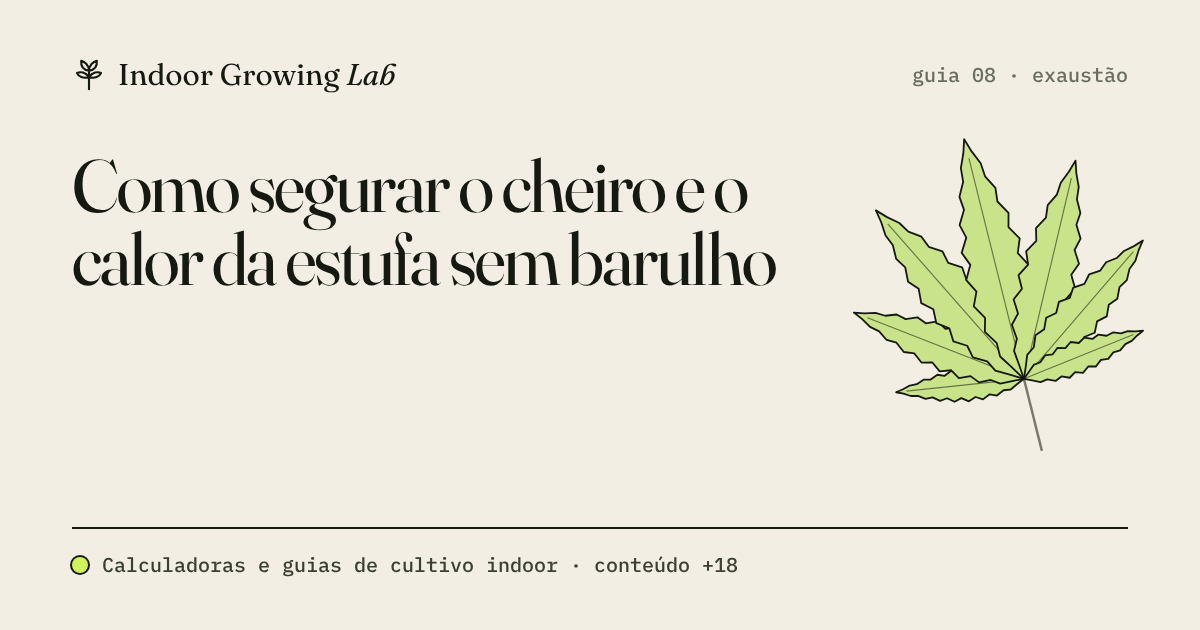 Indoor Growing Lab
guia 08 · exaustão
Como segurar o cheiro e o
calor da estufa sem barulho
Calculadoras e guias de cultivo indoor · conteúdo +18